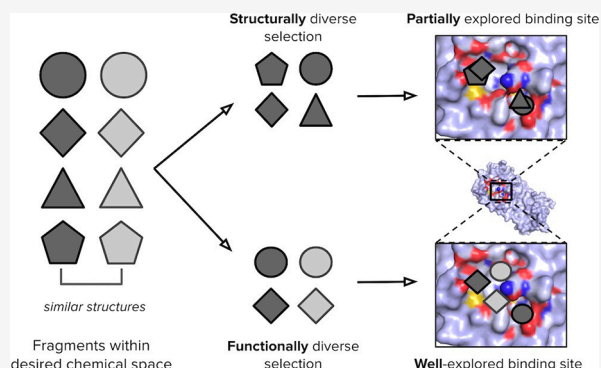 Structurally diverse
selection
Partially explored binding site
similar structures
Fragments within
desired chemical space
Functionally diverse
selection
Well-explored binding site